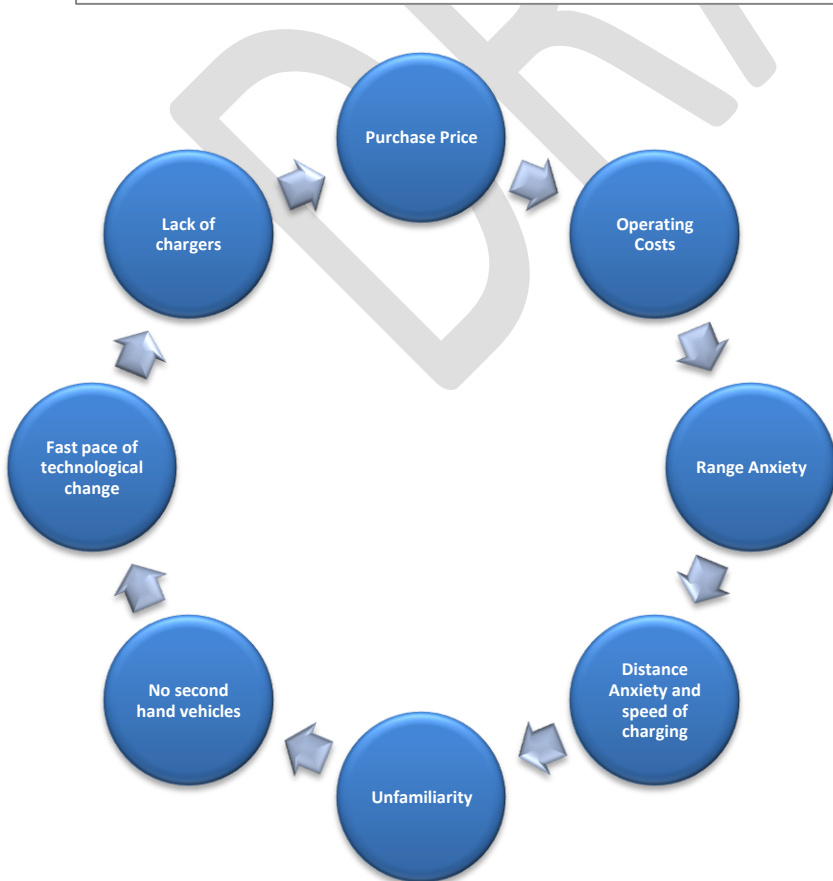 Purchase Price
Operating
Costs
Range Anxiety
Distance
Anxiety and
speed of
charging
Unfamiliarity
No second
hand vehicles
Fast pace of
technological
change
Lack of
chargers